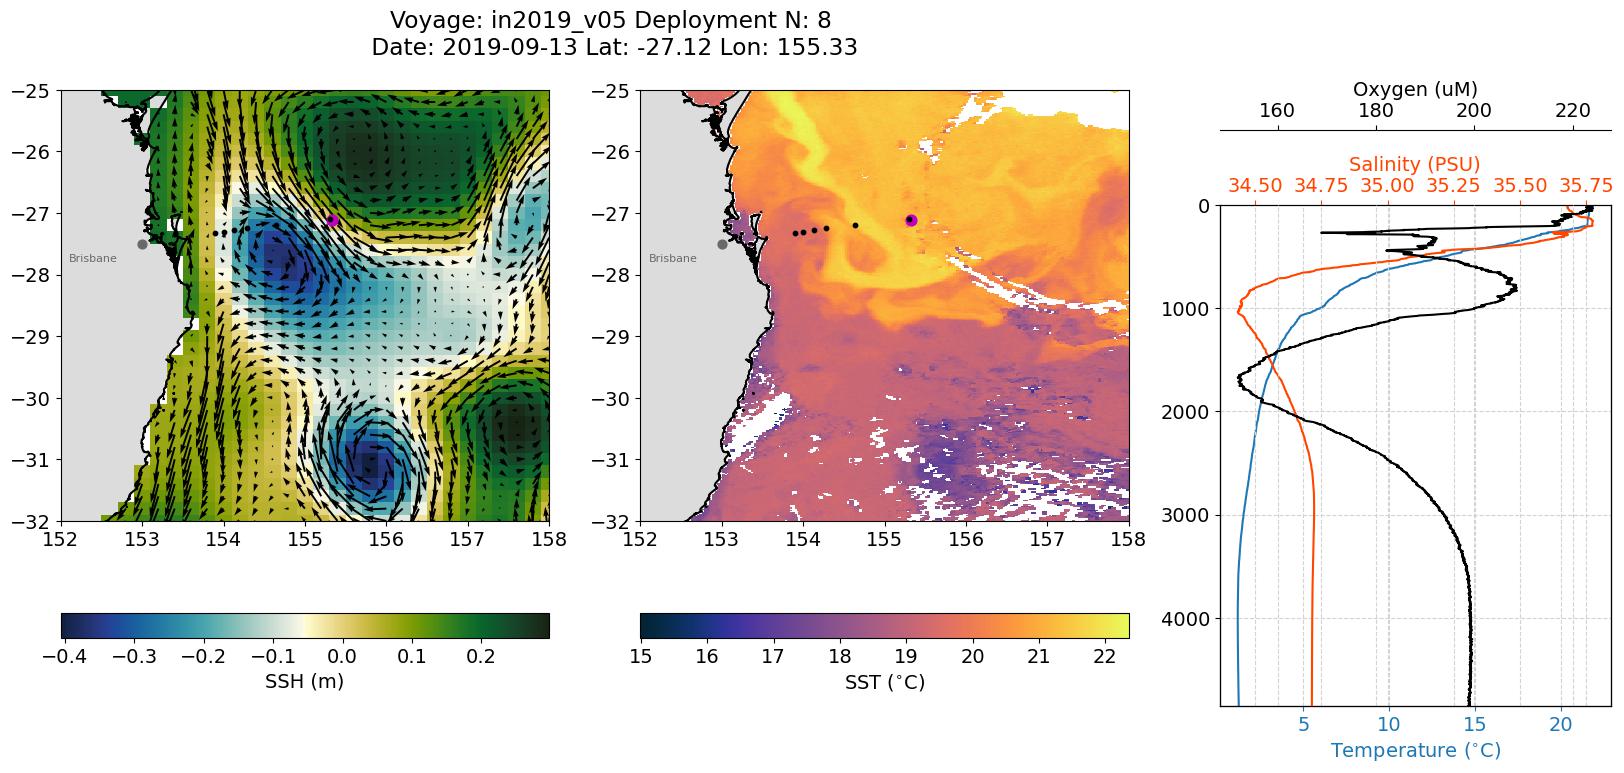 Voyage: in2019_v05 Deployment N: 8
Date: 2019-09-13 Lat: -27.12 Lon: 155.33
−25
−26
−27
−28
−29
−30
−31
−32
152 153 154 155 156 157 158
Brisbane
−0.4 −0.3 −0.2 −0.1 0.0 0.1 0.2
SSH (m)
−25
−26
−27
−28
−29
−30
−31
−32
152 153 154 155 156 157 158
Brisbane
15 16 17 18 19 20 21 22
SST (°C)
Oxygen (uM)
160 180 200 220
Salinity (PSU)
34.50 34.75 35.00 35.25 35.50 35.75
0
1000
2000
3000
4000
5 10 15 20
Temperature (°C)